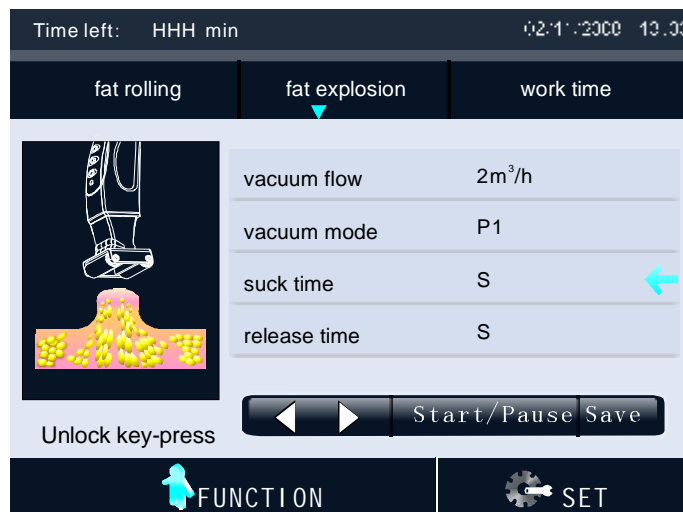 Time left: HHH min
fat rolling fat explosion work time
vacuum flow 2m³/h
vacuum mode P1
suck time S
release time S
Start/Pause Save
Unlock key-press
FUNCTION SET